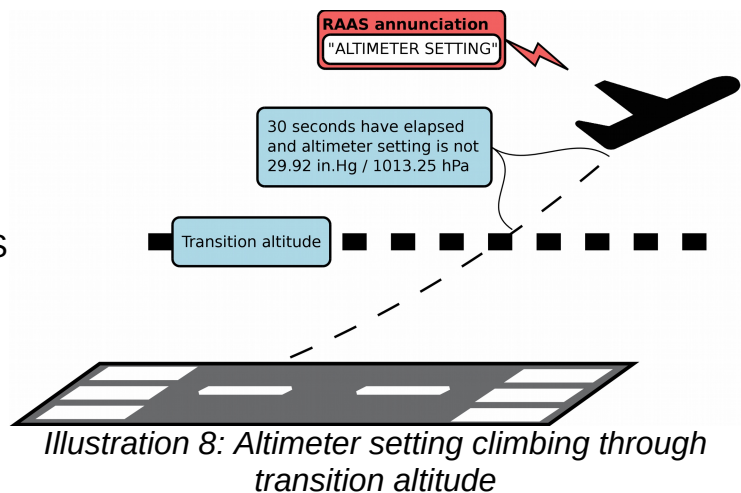 RAAS annunciation
"ALTIMETER SETTING"
30 seconds have elapsed
and altimeter setting is not
29.92 in.Hg / 1013.25 hPa
s
Transition altitude
Illustration 8: Altimeter setting climbing through
transition altitude